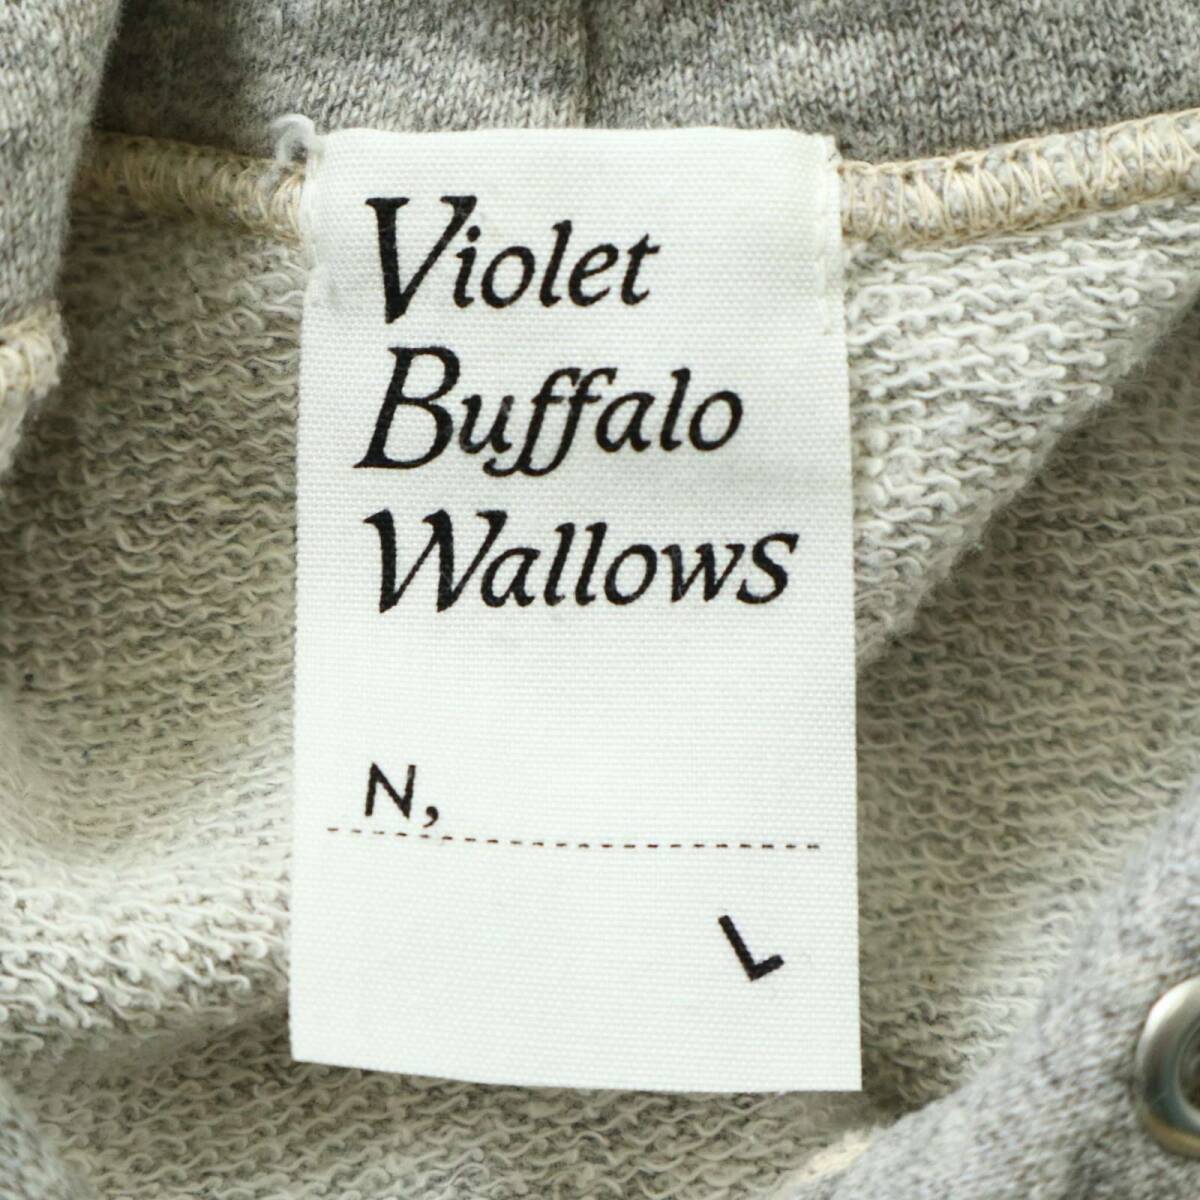 Violet
Buffalo
Wallows
N,
L